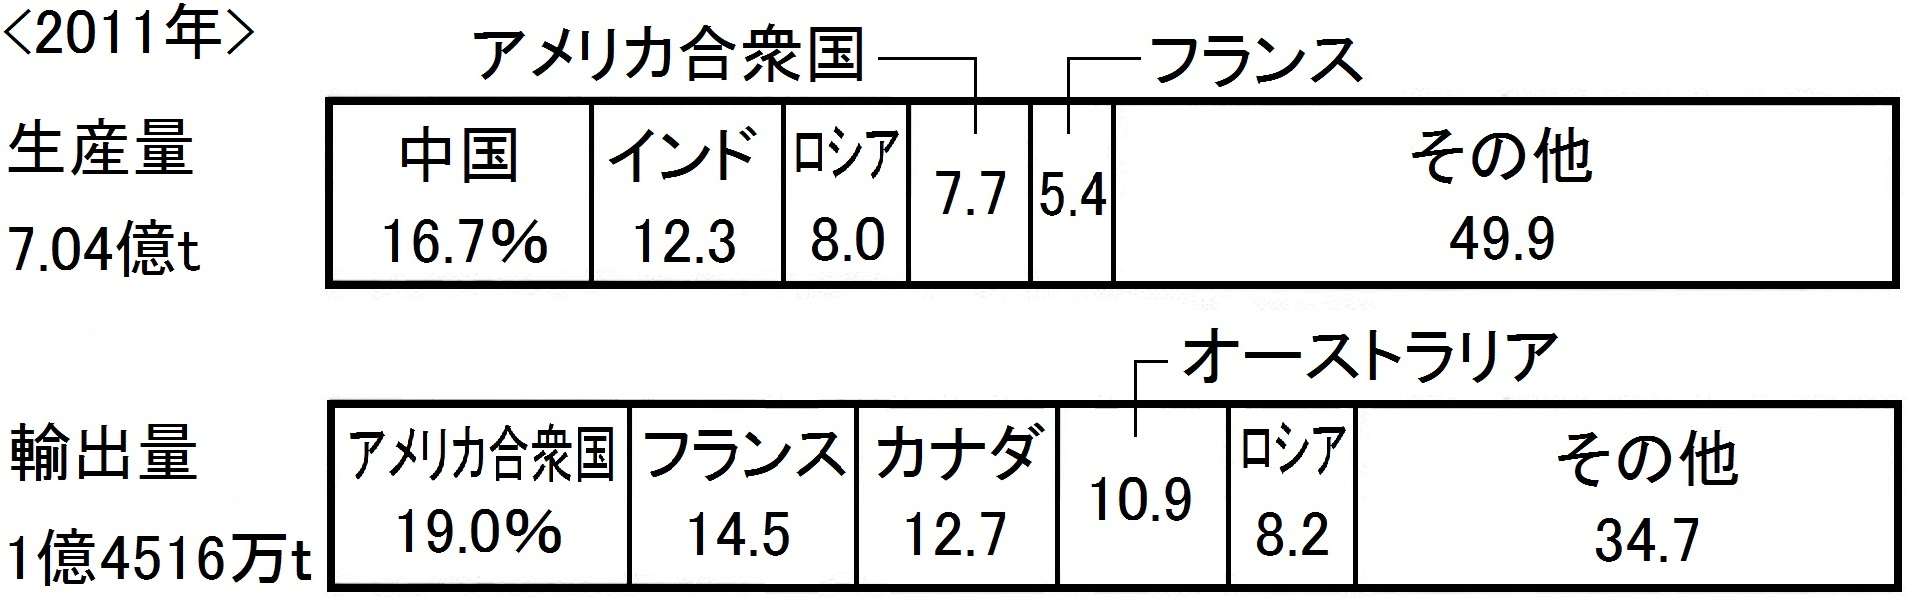 <2011年>
アメリカ合衆国
フランス
生産量
7.04億t
中国
16.7%
インド
12.3
ロシア
8.0
7.7
5.4
その他
49.9
オーストラリア
輸出量
1億4516万t
アメリカ合衆国
19.0%
フランス
14.5
カナダ
12.7
10.9
ロシア
8.2
その他
34.7